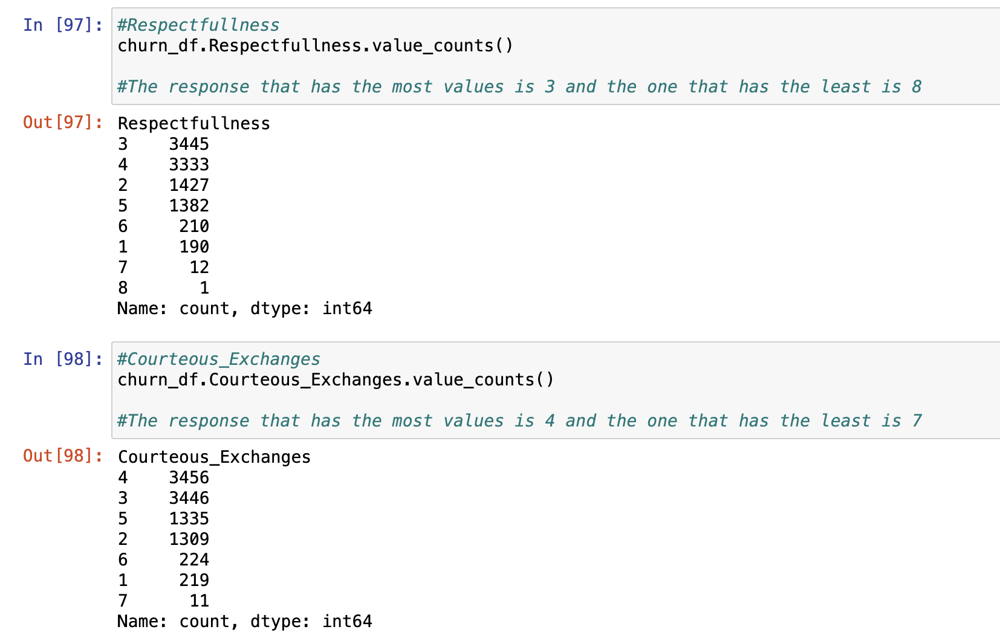 In [97]: #Respectfullness
churn_df.Respectfullness.value_counts()
#The response that has the most values is 3 and the one that has the least is 8
Out[97]: Respectfullness
3    3445
4    3333
2    1427
5    1382
6     210
1     190
7      12
8       1
Name: count, dtype: int64
In [98]: #Courteous_Exchanges
churn_df.Courteous_Exchanges.value_counts()
#The response that has the most values is 4 and the one that has the least is 7
Out[98]: Courteous_Exchanges
4    3456
3    3446
5    1335
2    1309
6     224
1     219
7      11
Name: count, dtype: int64